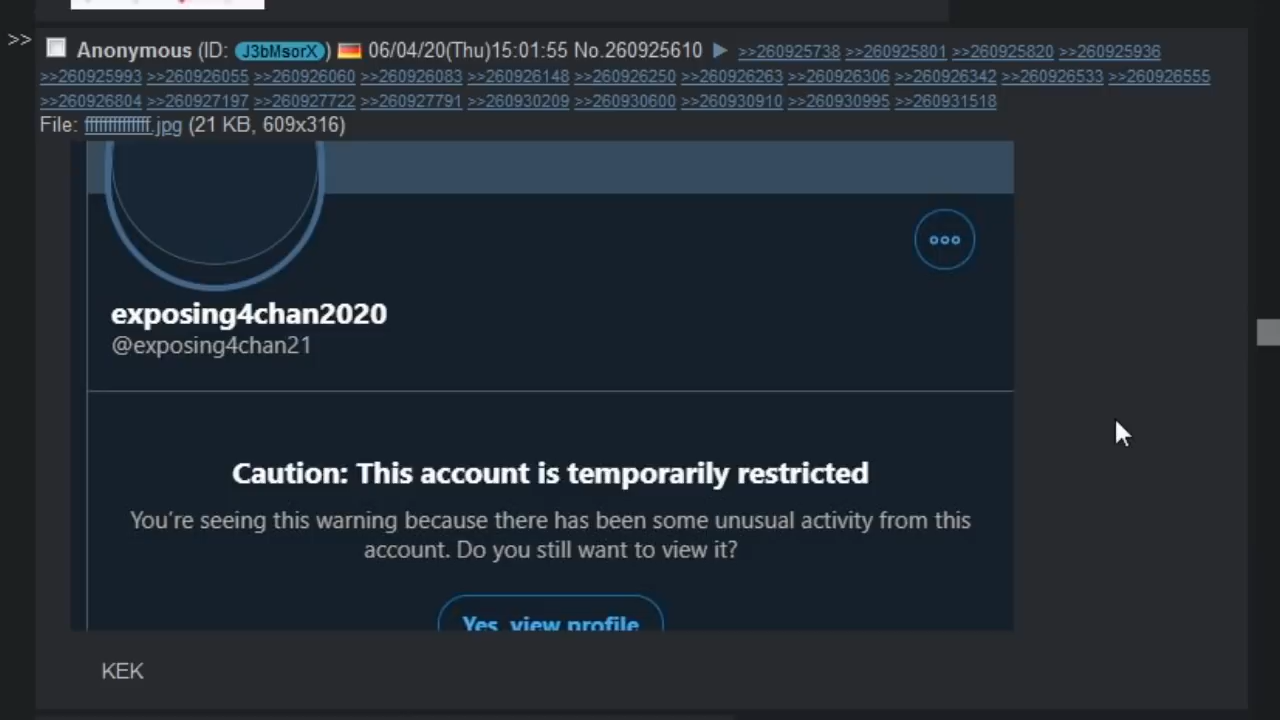 >> Anonymous (ID: J3bMsorX) 06/04/20(Thu)15:01:55 No.260925610 ▶ >>260925738 >>260925801 >>260925820 >>260925936
>>260925993 >>260926055 >>260926060 >>260926083 >>260926148 >>260926250 >>260926263 >>260926306 >>260926342 >>260926533 >>260926555
>>260926804 >>260927197 >>260927722 >>260927791 >>260930209 >>260930600 >>260930910 >>260930995 >>260931518
File: ffffffffffffff.jpg (21 KB, 609x316)
exposing4chan2020
@exposing4chan21
Caution: This account is temporarily restricted
You're seeing this warning because there has been some unusual activity from this
account. Do you still want to view it?
Yes, view profile
KEK